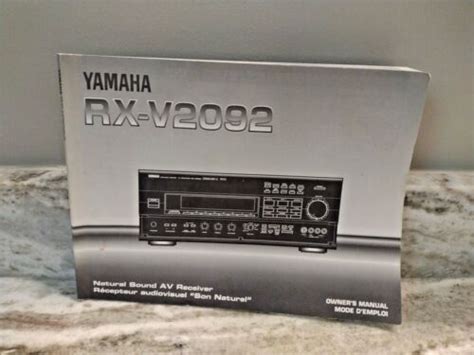 YAMAHA
RX-V2092
Natural Sound AV Receiver
Récepteur audiovisuel "Son Naturel"
OWNER'S MANUAL
MODE D'EMPLOI